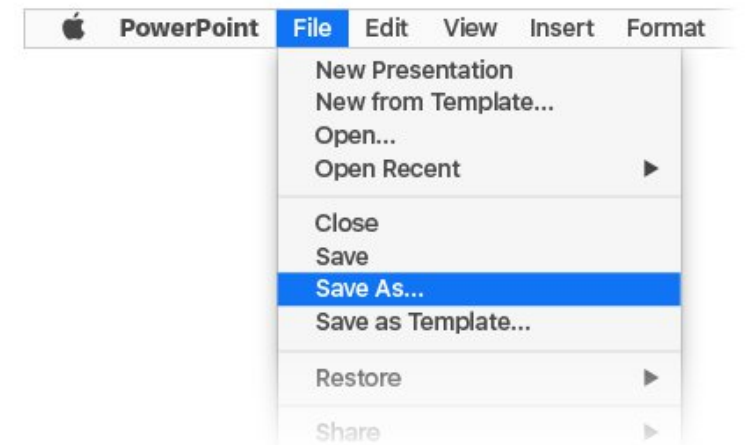 PowerPoint File Edit View Insert Format
New Presentation
New from Template...
Open...
Open Recent
Close
Save
Save As...
Save as Template...
Restore
Share